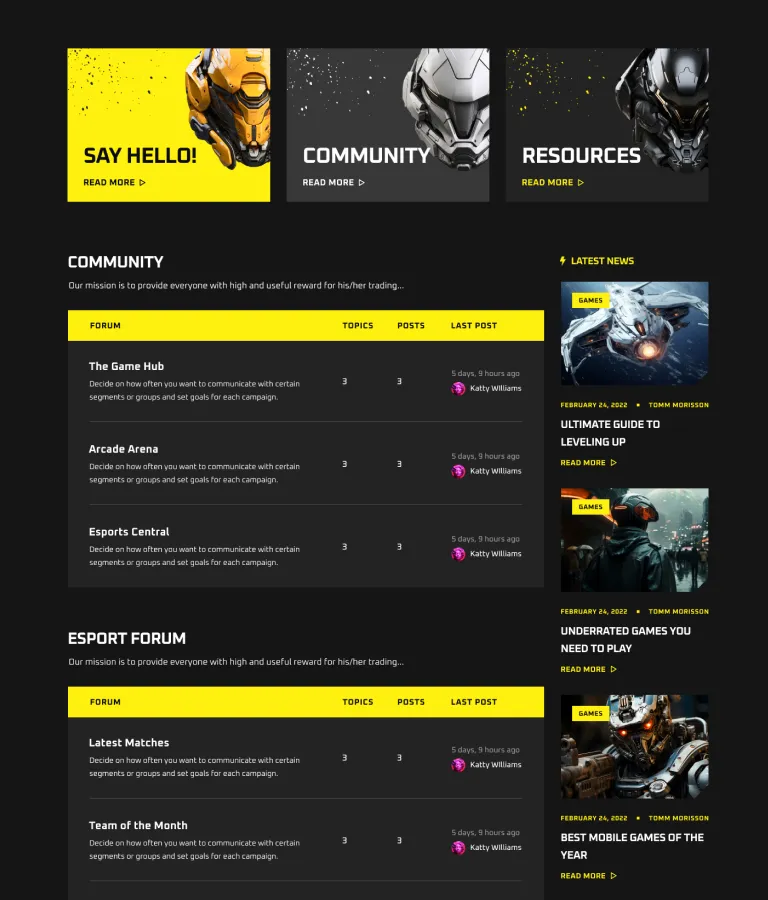 SAY HELLO!
READ MORE
COMMUNITY
READ MORE
RESOURCES
READ MORE
COMMUNITY
Our mission is to provide everyone with high and useful reward for his/her trading...
FORUM TOPICS POSTS LAST POST
The Game Hub
Decide on how often you want to communicate with certain
segments or groups and set goals for each campaign.
3 3
5 days, 9 hours ago
Katty Williams
Arcade Arena
Decide on how often you want to communicate with certain
segments or groups and set goals for each campaign.
3 3
5 days, 9 hours ago
Katty Williams
Esports Central
Decide on how often you want to communicate with certain
segments or groups and set goals for each campaign.
3 3
5 days, 9 hours ago
Katty Williams
ESPORT FORUM
Our mission is to provide everyone with high and useful reward for his/her trading...
FORUM TOPICS POSTS LAST POST
Latest Matches
Decide on how often you want to communicate with certain
segments or groups and set goals for each campaign.
3 3
5 days, 9 hours ago
Katty Williams
Team of the Month
Decide on how often you want to communicate with certain
segments or groups and set goals for each campaign.
3 3
5 days, 9 hours ago
Katty Williams
LATEST NEWS
GAMES
FEBRUARY 24, 2022 • TOMM MORISSON
ULTIMATE GUIDE TO
LEVELING UP
READ MORE
GAMES
FEBRUARY 24, 2022 • TOMM MORISSON
UNDERRATED GAMES YOU
NEED TO PLAY
READ MORE
GAMES
FEBRUARY 24, 2022 • TOMM MORISSON
BEST MOBILE GAMES OF THE
YEAR
READ MORE